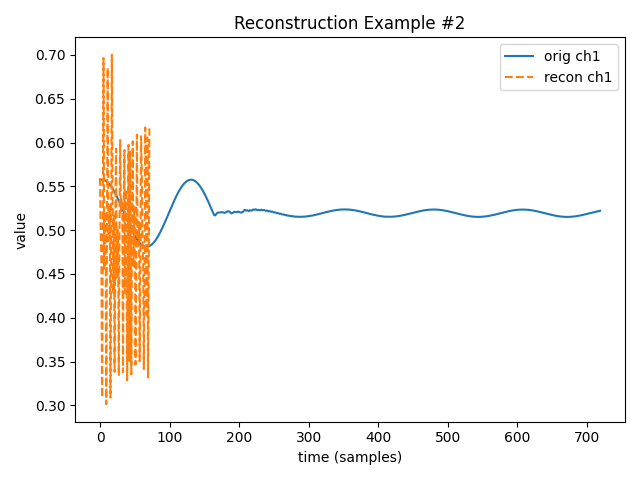 Reconstruction Example #2
orig ch1
recon ch1
value
0.70
0.65
0.60
0.55
0.50
0.45
0.40
0.35
0.30
0 100 200 300 400 500 600 700
time (samples)